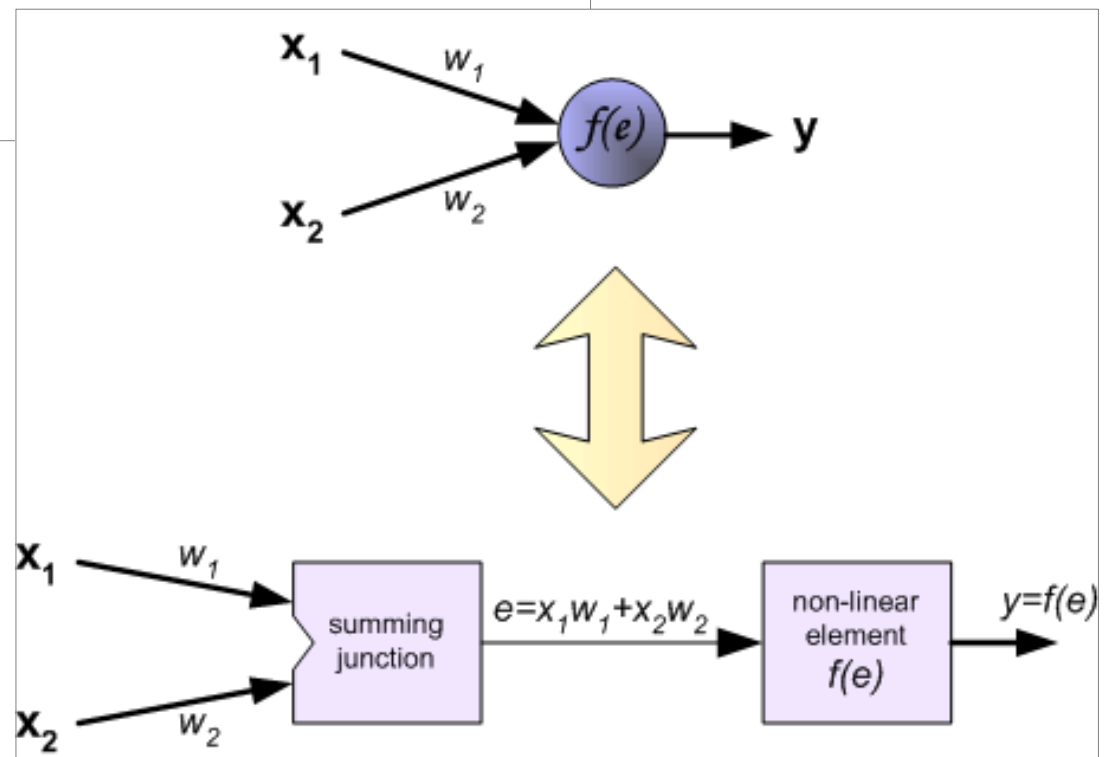 x₁
w₁
f(e)
y
w₂
x₂
x₁
w₁
summing
junction
e=x₁w₁+x₂w₂
non-linear
element
f(e)
y=f(e)
w₂
x₂